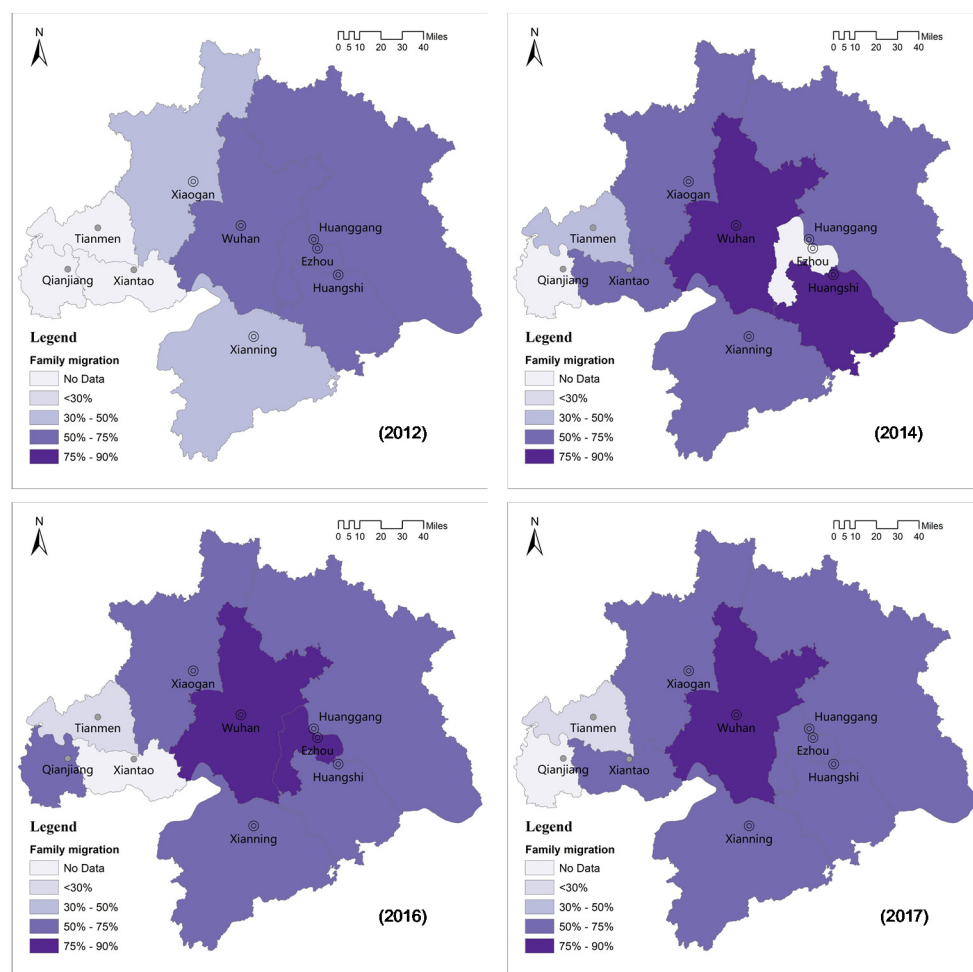 N
Miles
0 5 10 20 30 40
Xiaogan
Tianmen
Wuhan
Huanggang
Ezhou
Qianjiang
Xiantao
Huangshi
Xianning
Legend
Family migration
No Data
<30%
30% - 50%
50% - 75%
75% - 90%
(2012)
N
Miles
0 5 10 20 30 40
Xiaogan
Tianmen
Wuhan
Huanggang
Ezhou
Qianjiang
Xiantao
Huangshi
Xianning
Legend
Family migration
No Data
<30%
30% - 50%
50% - 75%
75% - 90%
(2014)
N
Miles
0 5 10 20 30 40
Xiaogan
Tianmen
Wuhan
Huanggang
Ezhou
Qianjiang
Xiantao
Huangshi
Xianning
Legend
Family migration
No Data
<30%
30% - 50%
50% - 75%
75% - 90%
(2016)
N
Miles
0 5 10 20 30 40
Xiaogan
Tianmen
Wuhan
Huanggang
Ezhou
Qianjiang
Xiantao
Huangshi
Xianning
Legend
Family migration
No Data
<30%
30% - 50%
50% - 75%
75% - 90%
(2017)